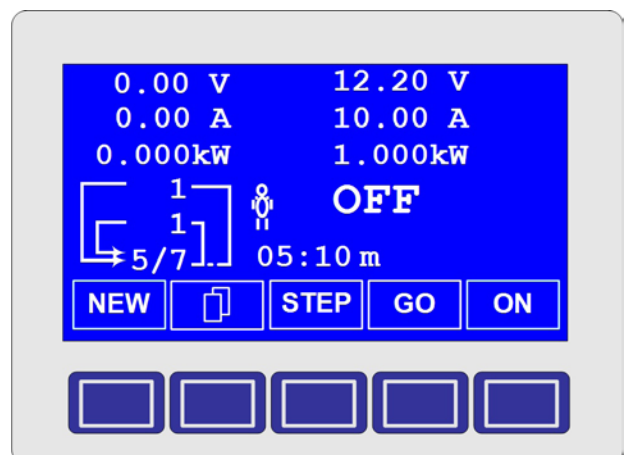 0.00 V 12.20 V
0.00 A 10.00 A
0.000kW 1.000kW
1 OFF
1
5/7 05:10 m
NEW STEP GO ON